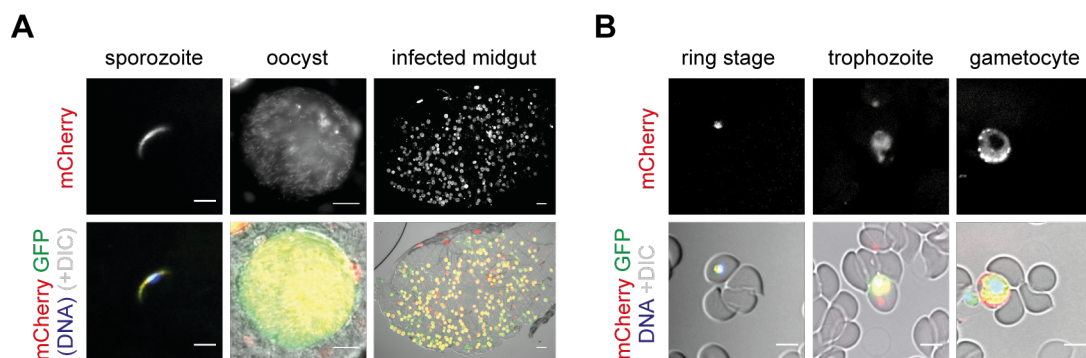 A
B
sporozoite
oocyst
infected midgut
ring stage
trophozoite
gametocyte
mCherry
mCherry
mCherry GFP
(DNA) (+DIC)
mCherry GFP
DNA +DIC